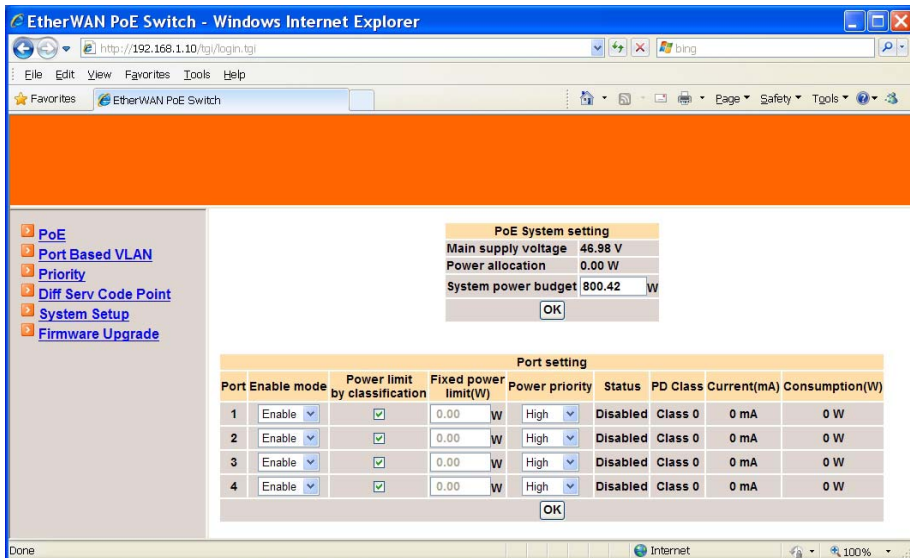 EtherWAN PoE Switch - Windows Internet Explorer
http://192.168.1.10/tgi/login.tgi
bing
File Edit View Favorites Tools Help
Favorites EtherWAN PoE Switch Page Safety Tools
PoE
Port Based VLAN
Priority
Diff Serv Code Point
System Setup
Firmware Upgrade
PoE System setting
Main supply voltage 46.98 V
Power allocation 0.00 W
System power budget 800.42 W
OK
Port setting
Port Enable mode Power limit by classification Fixed power limit(W) Power priority Status PD Class Current(mA) Consumption(W)
1 Enable 0.00 W High Disabled Class 0 0 mA 0 W
2 Enable 0.00 W High Disabled Class 0 0 mA 0 W
3 Enable 0.00 W High Disabled Class 0 0 mA 0 W
4 Enable 0.00 W High Disabled Class 0 0 mA 0 W
OK
Done Internet 100%